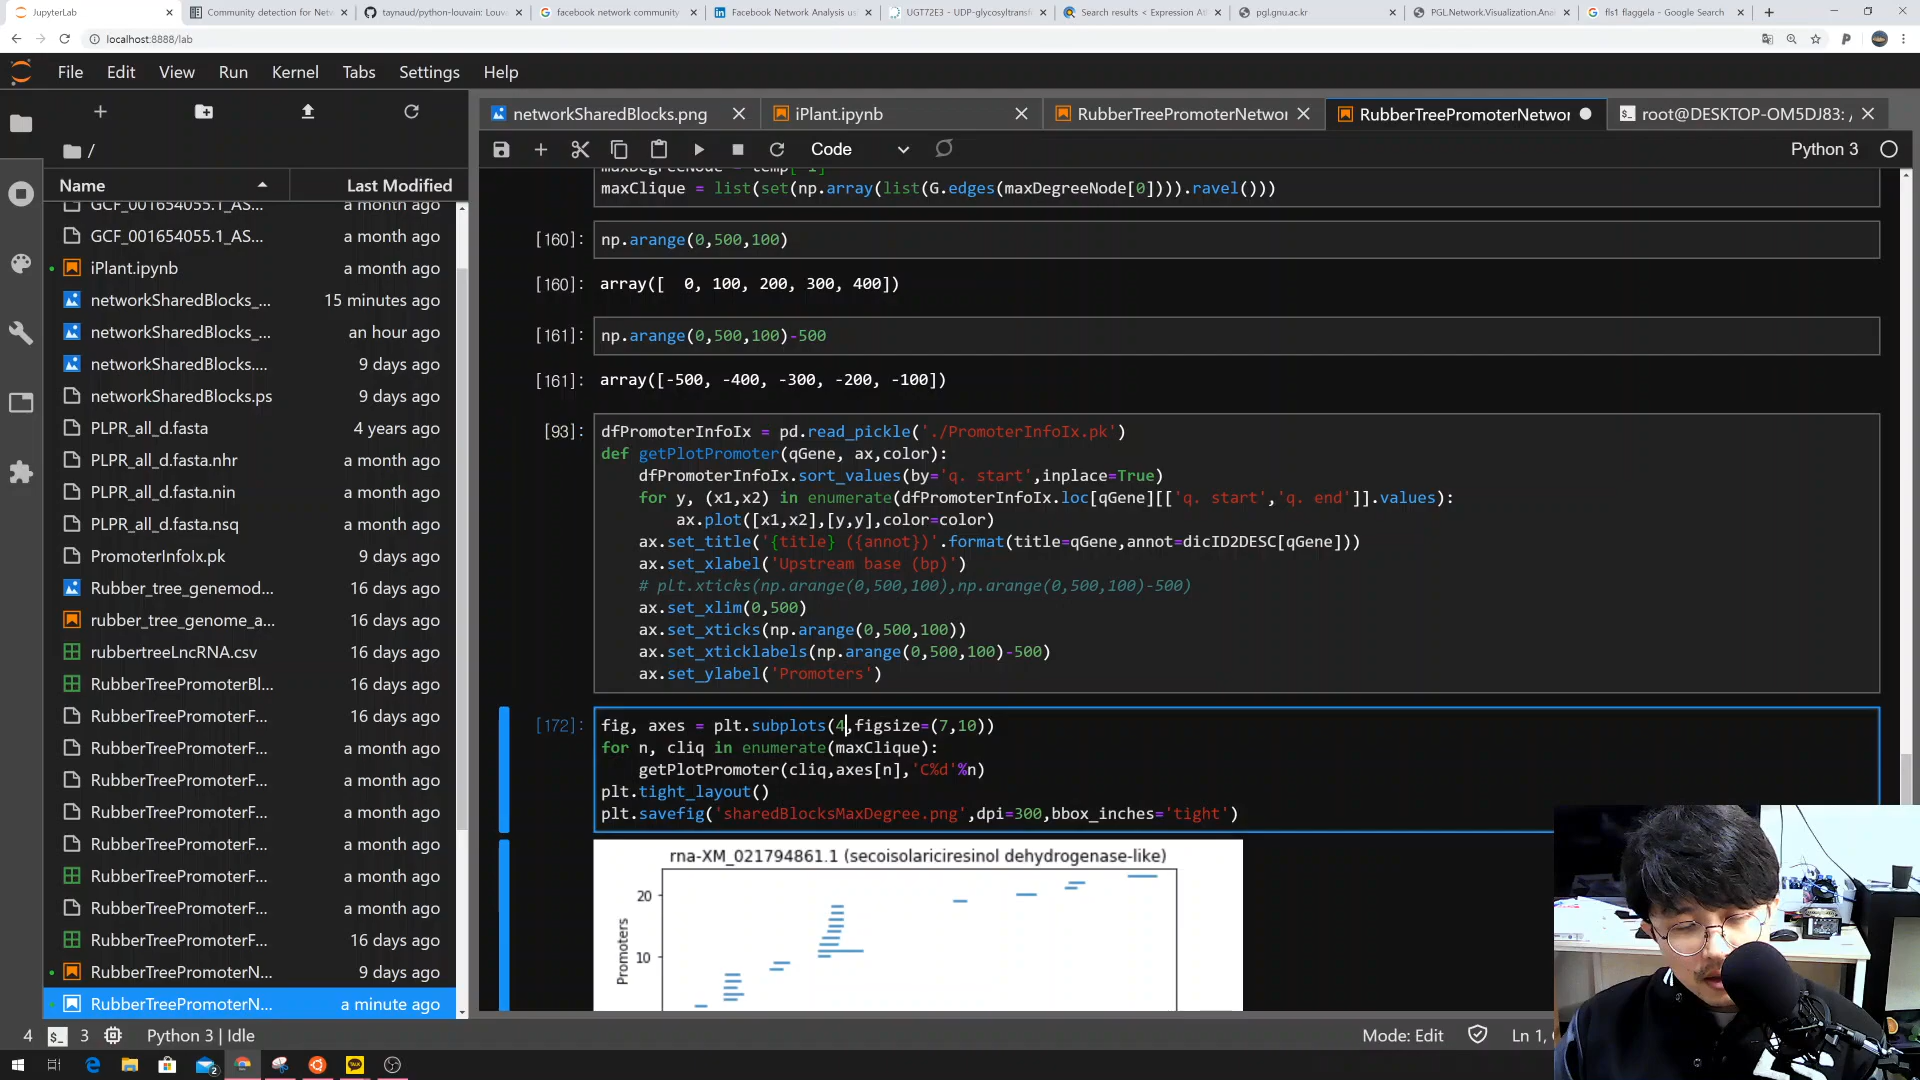 JupyterLab
Community detection for Netw
taynaud/python-louvain: Louva
facebook network community
Facebook Network Analysis us
UGT72E3 - UDP-glycosyltransf
Search results < Expression At
pgl.gnu.ac.kr
PGL.Network.Visualization.Ana
fls1 flaggela - Google Search
localhost:8888/lab
File Edit View Run Kernel Tabs Settings Help
networkSharedBlocks.png
iPlant.ipynb
RubberTreePromoterNetwor
RubberTreePromoterNetwor
root@DESKTOP-OM5DJ83: /
Code
Python 3
/
Name Last Modified
GCF_001654055.1_AS... a month ago
GCF_001654055.1_AS... a month ago
iPlant.ipynb a month ago
networkSharedBlocks_... 15 minutes ago
networkSharedBlocks_... an hour ago
networkSharedBlocks.... 9 days ago
networkSharedBlocks.ps 9 days ago
PLPR_all_d.fasta 4 years ago
PLPR_all_d.fasta.nhr a month ago
PLPR_all_d.fasta.nin a month ago
PLPR_all_d.fasta.nsq a month ago
PromoterInfoIx.pk 9 days ago
Rubber_tree_genemod... 16 days ago
rubber_tree_genome_a... 16 days ago
rubbertreeLncRNA.csv 16 days ago
RubberTreePromoterBl... 16 days ago
RubberTreePromoterF... 16 days ago
RubberTreePromoterF... a month ago
RubberTreePromoterF... a month ago
RubberTreePromoterF... a month ago
RubberTreePromoterF... a month ago
RubberTreePromoterF... a month ago
RubberTreePromoterF... a month ago
RubberTreePromoterF... 16 days ago
RubberTreePromoterN... 9 days ago
RubberTreePromoterN... a minute ago
maxDegreeNode = temp[-1]
maxClique = list(set(np.array(list(G.edges(maxDegreeNode[0]))).ravel()))
[160]: np.arange(0,500,100)
[160]: array([  0, 100, 200, 300, 400])
[161]: np.arange(0,500,100)-500
[161]: array([-500, -400, -300, -200, -100])
[93]: dfPromoterInfoIx = pd.read_pickle('./PromoterInfoIx.pk')
def getPlotPromoter(qGene, ax,color):
dfPromoterInfoIx.sort_values(by='q. start',inplace=True)
for y, (x1,x2) in enumerate(dfPromoterInfoIx.loc[qGene][['q. start','q. end']].values):
ax.plot([x1,x2],[y,y],color=color)
ax.set_title('{title} ({annot})'.format(title=qGene,annot=dicID2DESC[qGene]))
ax.set_xlabel('Upstream base (bp)')
# plt.xticks(np.arange(0,500,100),np.arange(0,500,100)-500)
ax.set_xlim(0,500)
ax.set_xticks(np.arange(0,500,100))
ax.set_xticklabels(np.arange(0,500,100)-500)
ax.set_ylabel('Promoters')
[172]: fig, axes = plt.subplots(4,figsize=(7,10))
for n, cliq in enumerate(maxClique):
getPlotPromoter(cliq,axes[n],'C%d'%n)
plt.tight_layout()
plt.savefig('sharedBlocksMaxDegree.png',dpi=300,bbox_inches='tight')
rna-XM_021794861.1 (secoisolariciresinol dehydrogenase-like)
20
10
Promoters
4 3 Python 3 | Idle
Mode: Edit
Ln 1,
2